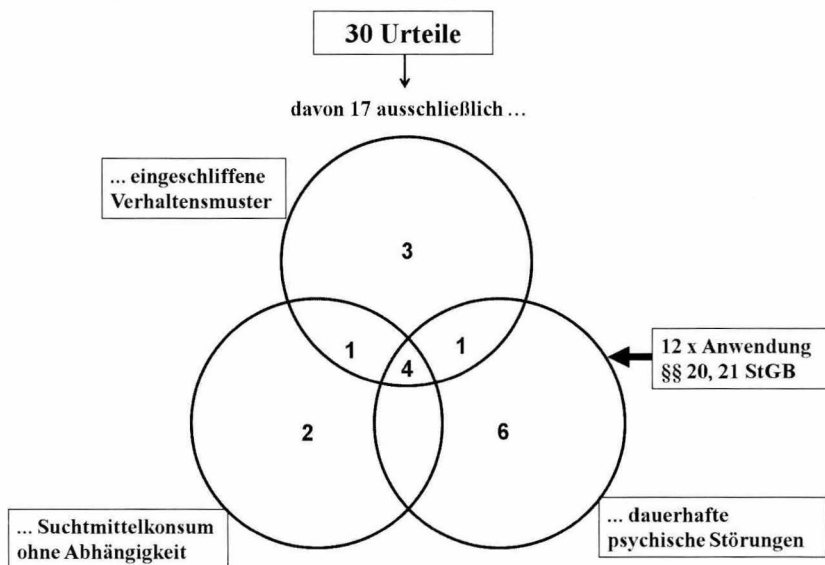 30 Urteile
davon 17 ausschließlich ...
... eingeschliffene
Verhaltensmuster
3
1
1
4
12 x Anwendung
§§ 20, 21 StGB
2
6
... Suchtmittelkonsum
ohne Abhängigkeit
... dauerhafte
psychische Störungen